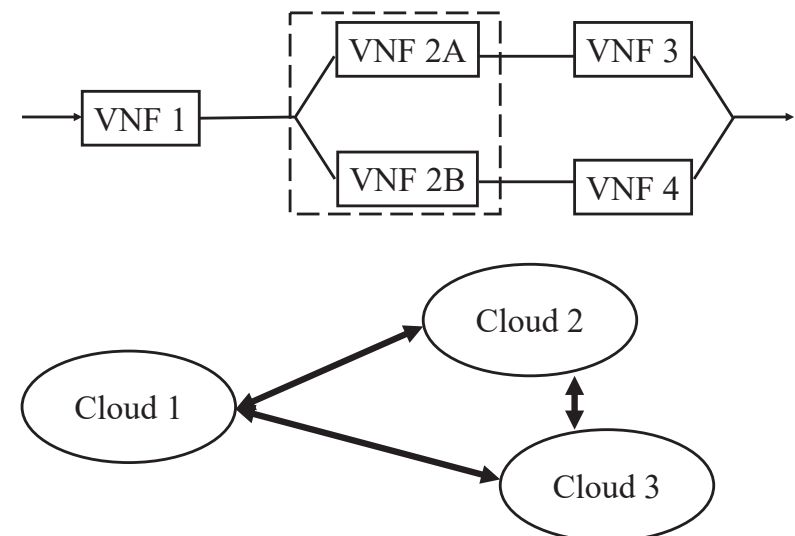 VNF 2A
VNF 3
VNF 1
VNF 2B
VNF 4
Cloud 2
Cloud 1
Cloud 3